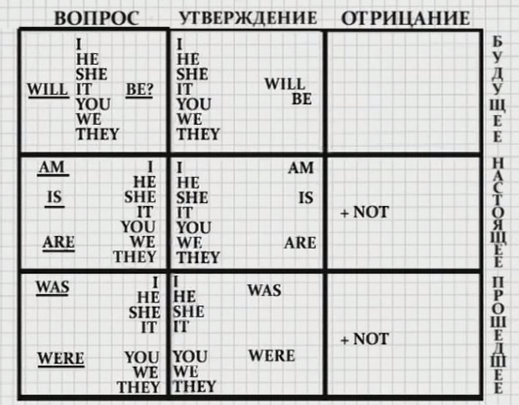 ВОПРОС УТВЕРЖДЕНИЕ ОТРИЦАНИЕ
I
HE
SHE
WILL IT BE?
YOU
WE
THEY
I
HE
SHE
IT WILL
YOU BE
WE
THEY
БУДУЩЕЕ
AM I
HE
IS SHE
IT
YOU
ARE WE
THEY
I AM
HE
SHE IS
IT
YOU
WE ARE
THEY
+ NOT
НАСТОЯЩЕЕ
WAS I
HE
SHE
IT
WERE YOU
WE
THEY
I WAS
HE
SHE
IT
YOU WERE
WE
THEY
+ NOT
ПРОШЕДШЕЕ